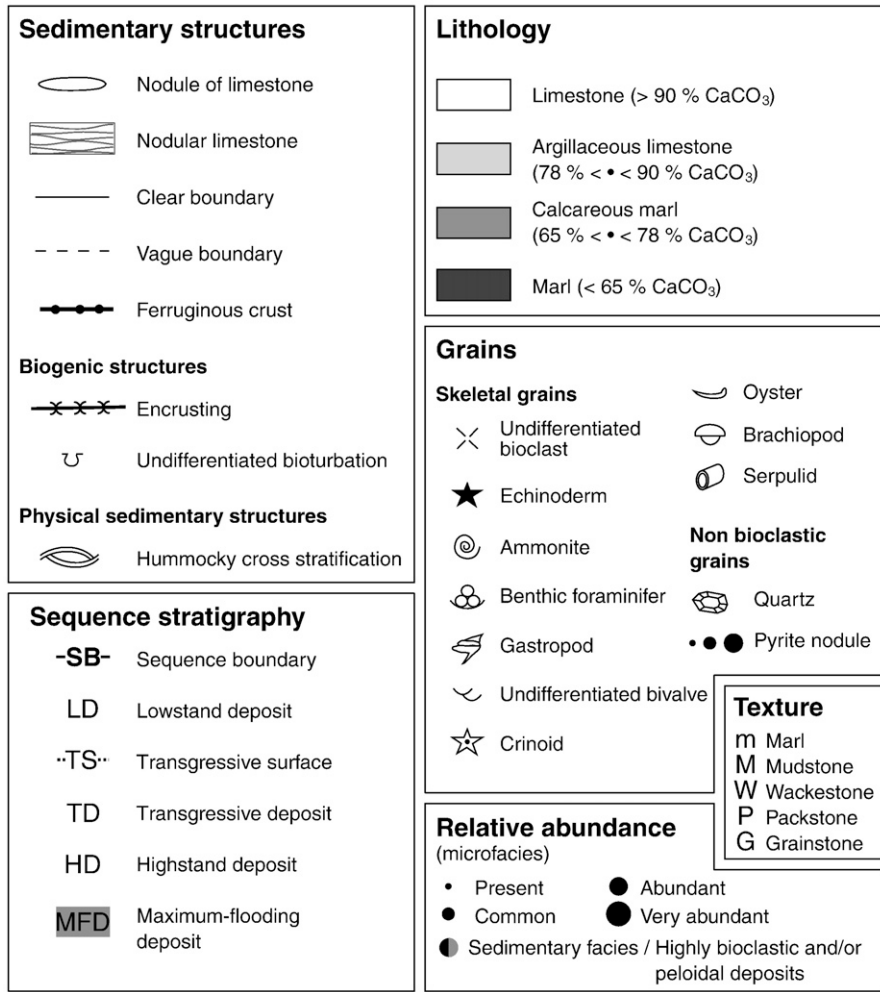 Sedimentary structures
Nodule of limestone
Nodular limestone
Clear boundary
Vague boundary
Ferruginous crust
Biogenic structures
Encrusting
Undifferentiated bioturbation
Physical sedimentary structures
Hummocky cross stratification
Sequence stratigraphy
-SB- Sequence boundary
LD Lowstand deposit
··TS·· Transgressive surface
TD Transgressive deposit
HD Highstand deposit
MFD Maximum-flooding
deposit
Lithology
Limestone (> 90 % CaCO₃)
Argillaceous limestone
(78 % < • < 90 % CaCO₃)
Calcareous marl
(65 % < • < 78 % CaCO₃)
Marl (< 65 % CaCO₃)
Grains
Skeletal grains
Undifferentiated
bioclast
Echinoderm
Ammonite
Benthic foraminifer
Gastropod
Undifferentiated bivalve
Crinoid
Oyster
Brachiopod
Serpulid
Non bioclastic
grains
Quartz
Pyrite nodule
Texture
m Marl
M Mudstone
W Wackestone
P Packstone
G Grainstone
Relative abundance
(microfacies)
Present
Common
Abundant
Very abundant
Sedimentary facies / Highly bioclastic and/or
peloidal deposits